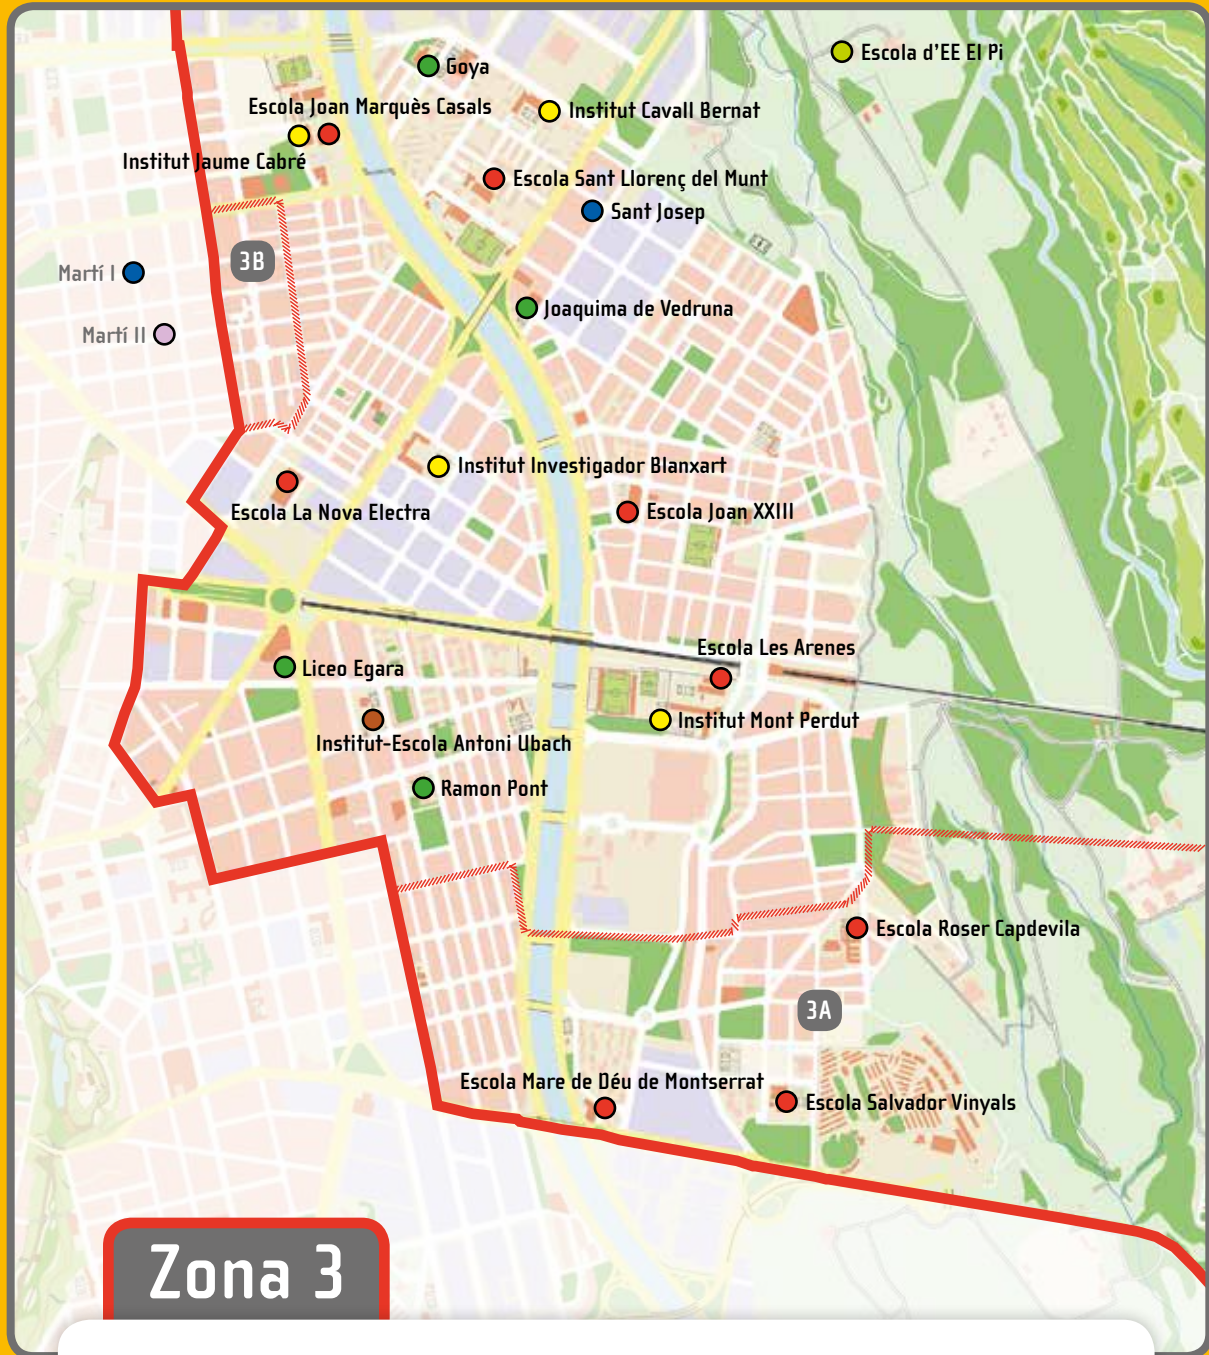 Escola d'EE El Pi
Goya
Escola Joan Marquès Casals
Institut Cavall Bernat
Institut Jaume Cabré
Escola Sant Llorenç del Munt
Sant Josep
3B
Martí I
Joaquima de Vedruna
Martí II
Institut Investigador Blanxart
Escola La Nova Electra
Escola Joan XXIII
Escola Les Arenes
Liceo Egara
Institut Mont Perdut
Institut-Escola Antoni Ubach
Ramon Pont
Escola Roser Capdevila
3A
Escola Mare de Déu de Montserrat
Escola Salvador Vinyals
Zona 3